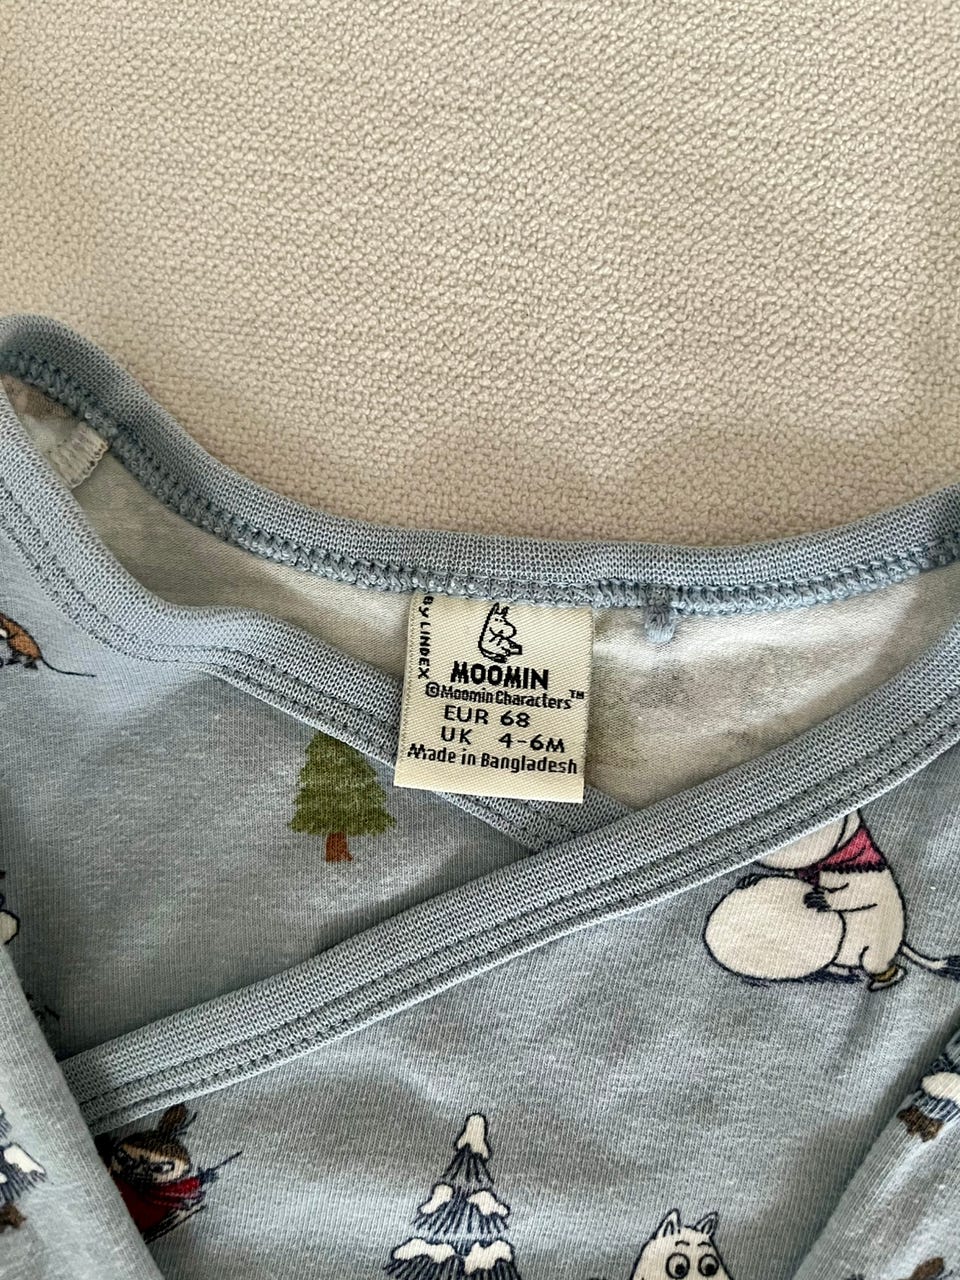 By LINDEX
MOOMIN
©Moomin Characters™
EUR 68
UK 4-6M
Made in Bangladesh